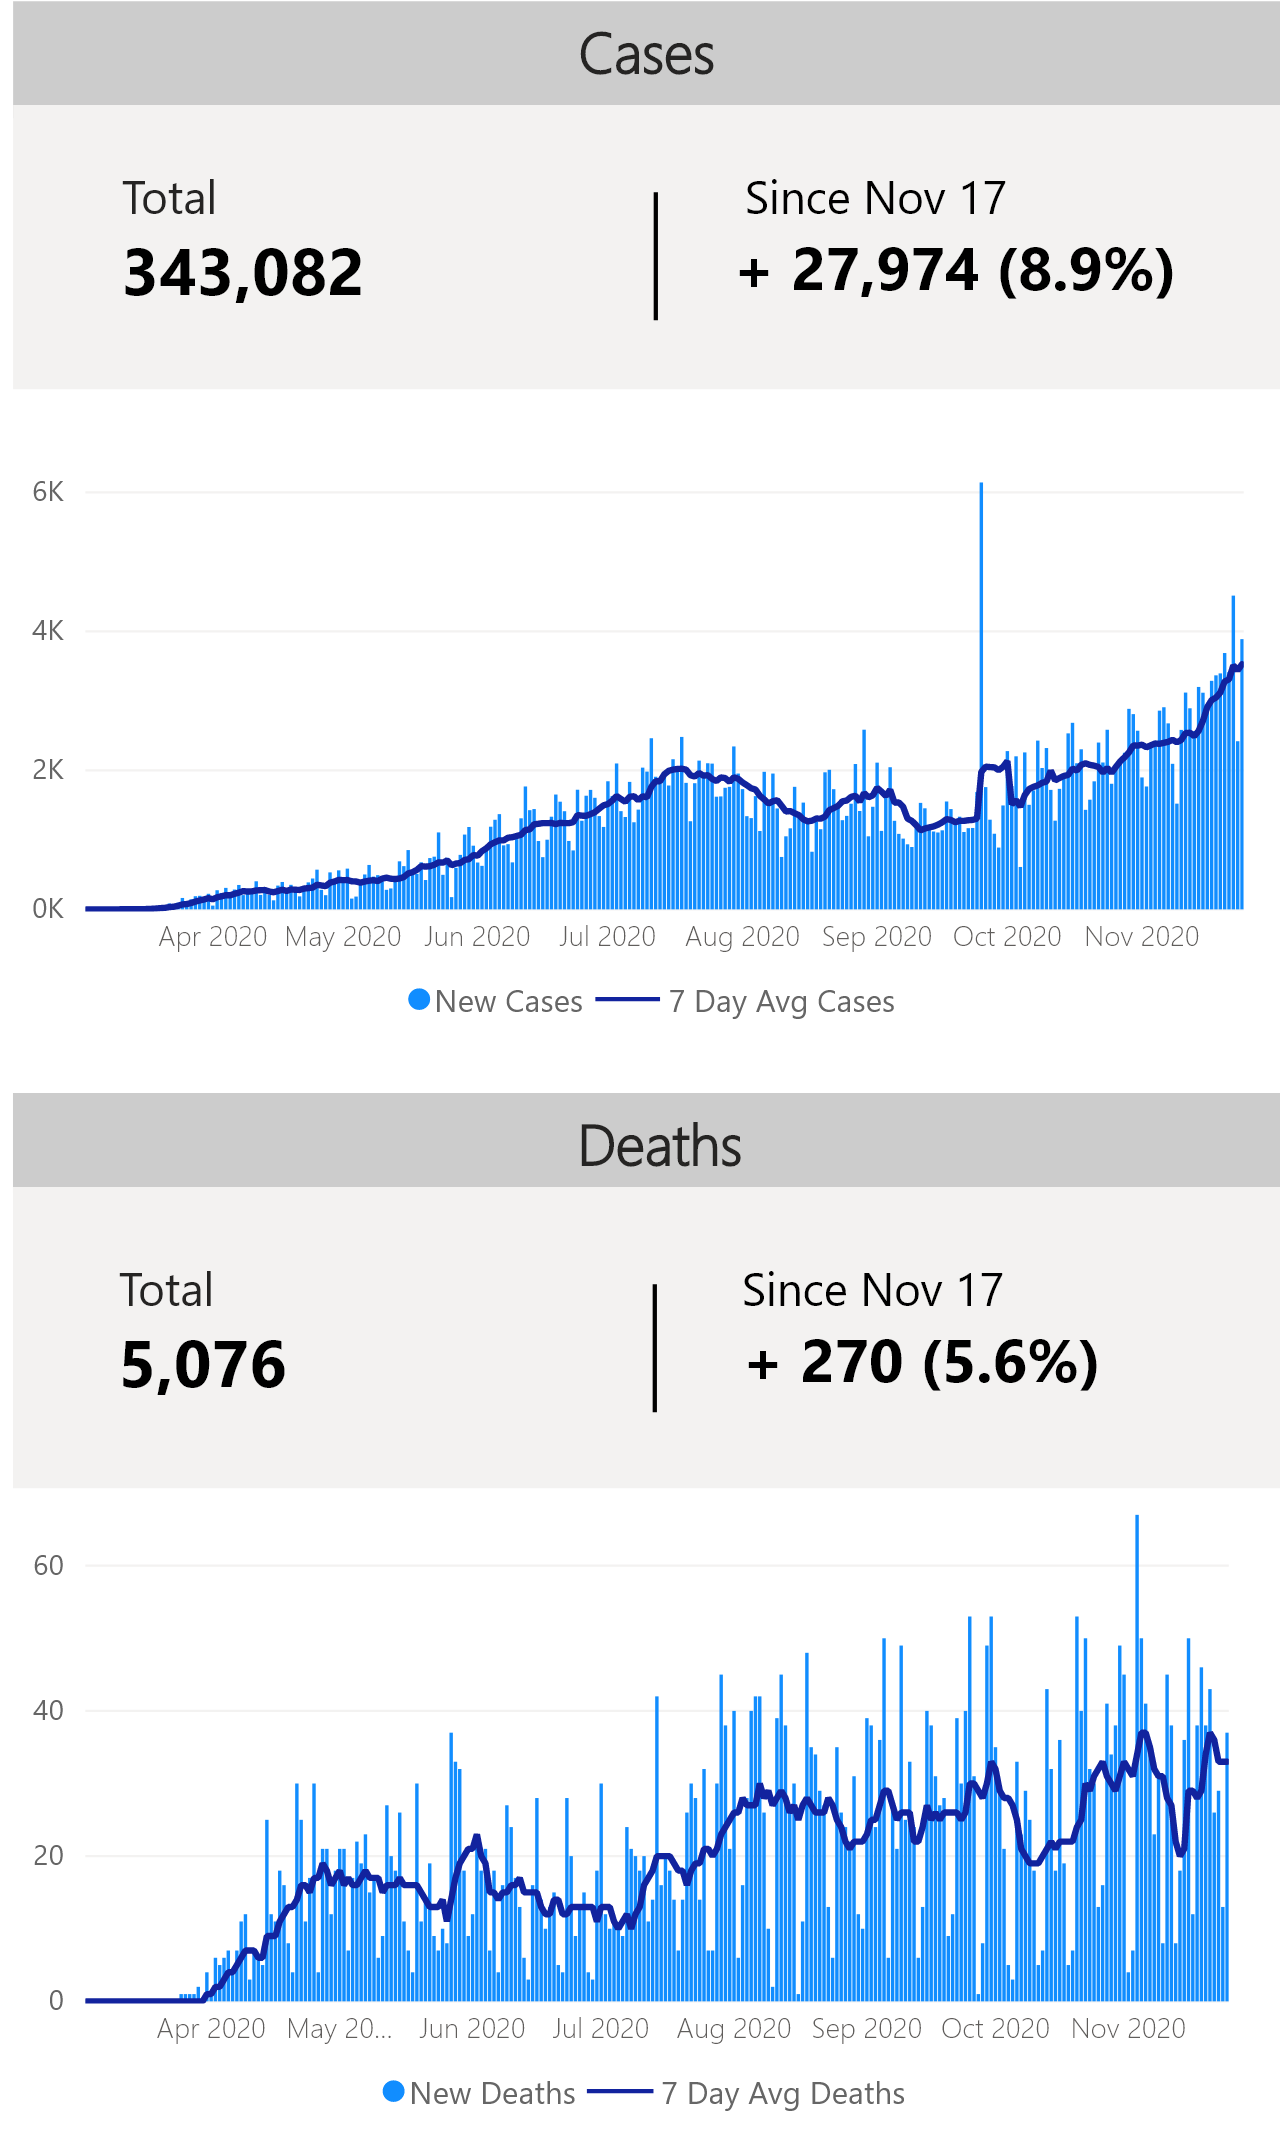 Cases
Total
Since Nov 17
343,082
+ 27,974 (8.9%)
6K
4K
2K
0K
Apr 2020 May 2020 Jun 2020 Jul 2020 Aug 2020 Sep 2020 Oct 2020 Nov 2020
New Cases 7 Day Avg Cases
Deaths
Total
Since Nov 17
5,076
+ 270 (5.6%)
60
40
20
0
Apr 2020 May 20... Jun 2020 Jul 2020 Aug 2020 Sep 2020 Oct 2020 Nov 2020
New Deaths 7 Day Avg Deaths